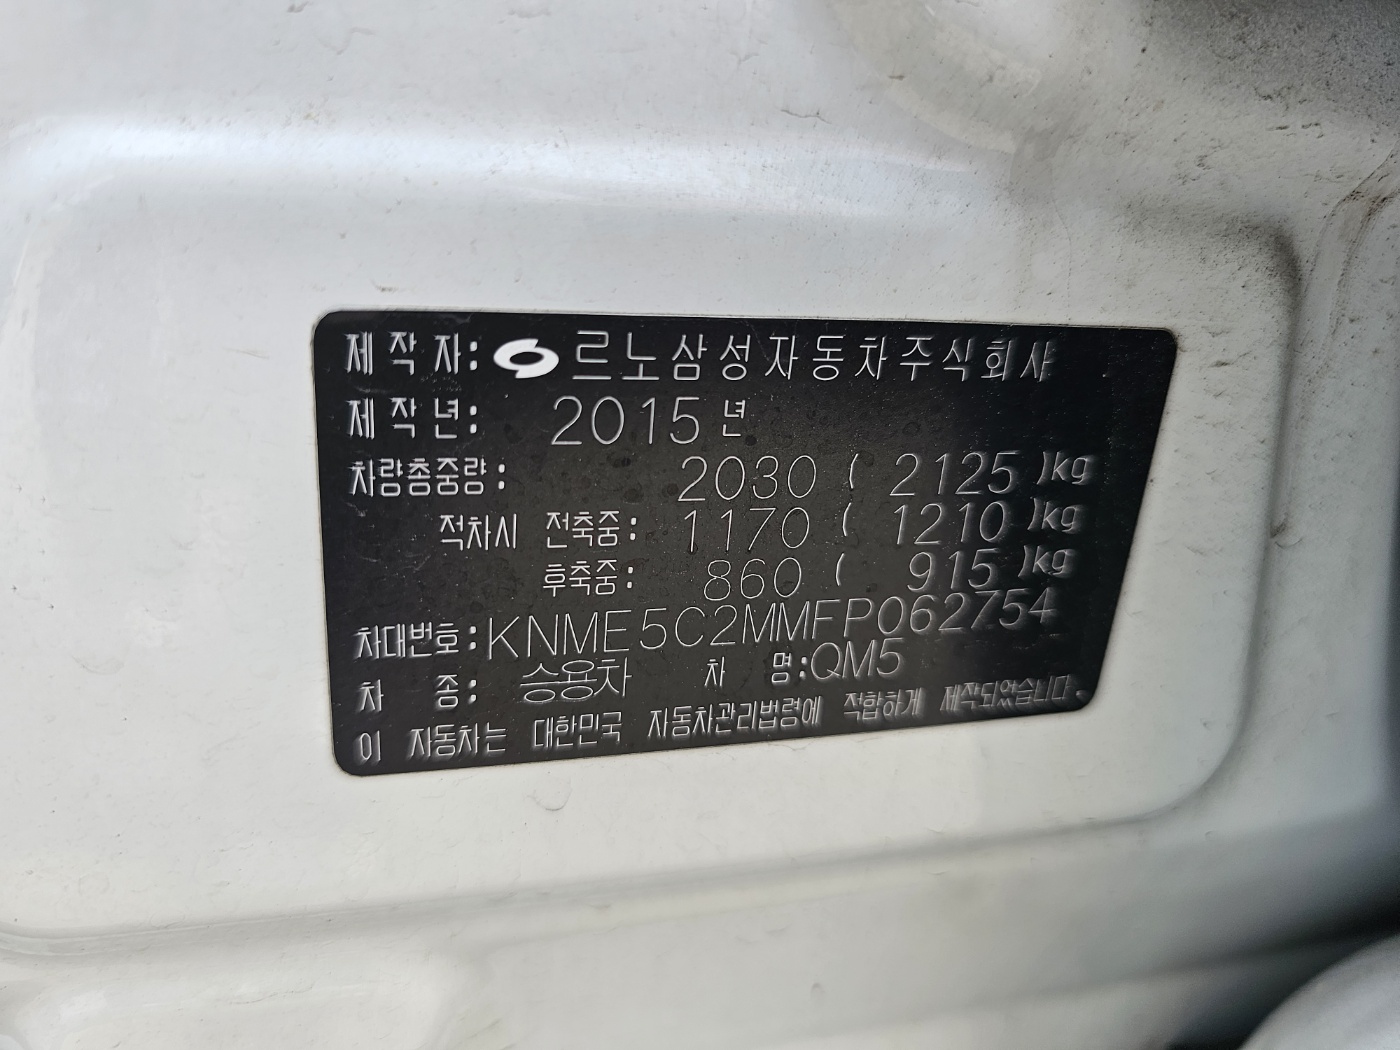 제작자: 르노삼성자동차주식회사
제작년: 2015년
차량총중량: 2030 ( 2125 )kg
적차시 전축중: 1170 ( 1210 )kg
후축중: 860 ( 915 )kg
차대번호: KNME5C2MMFP062754
차 종: 승용차 차 명: QM5
이 자동차는 대한민국 자동차관리법령에 적합하게 제작되었습니다.